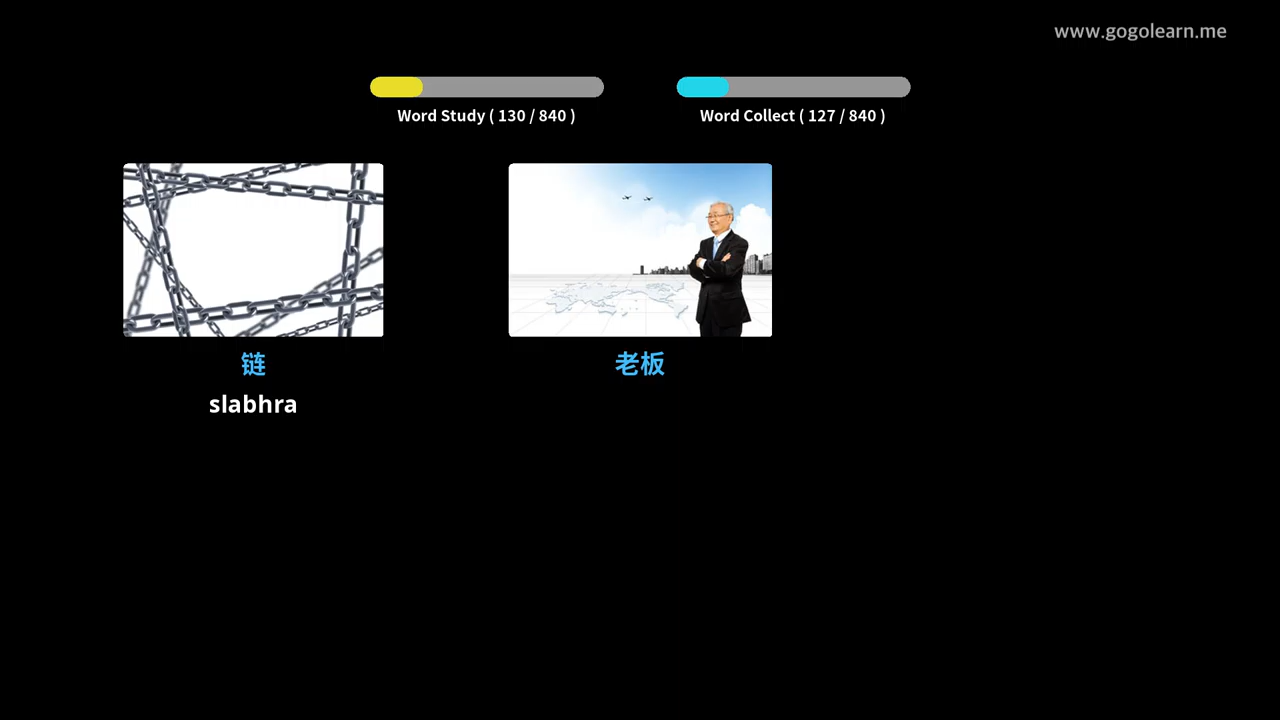 www.gogolearn.me
Word Study ( 130 / 840 )
Word Collect ( 127 / 840 )
链
老板
slabhra